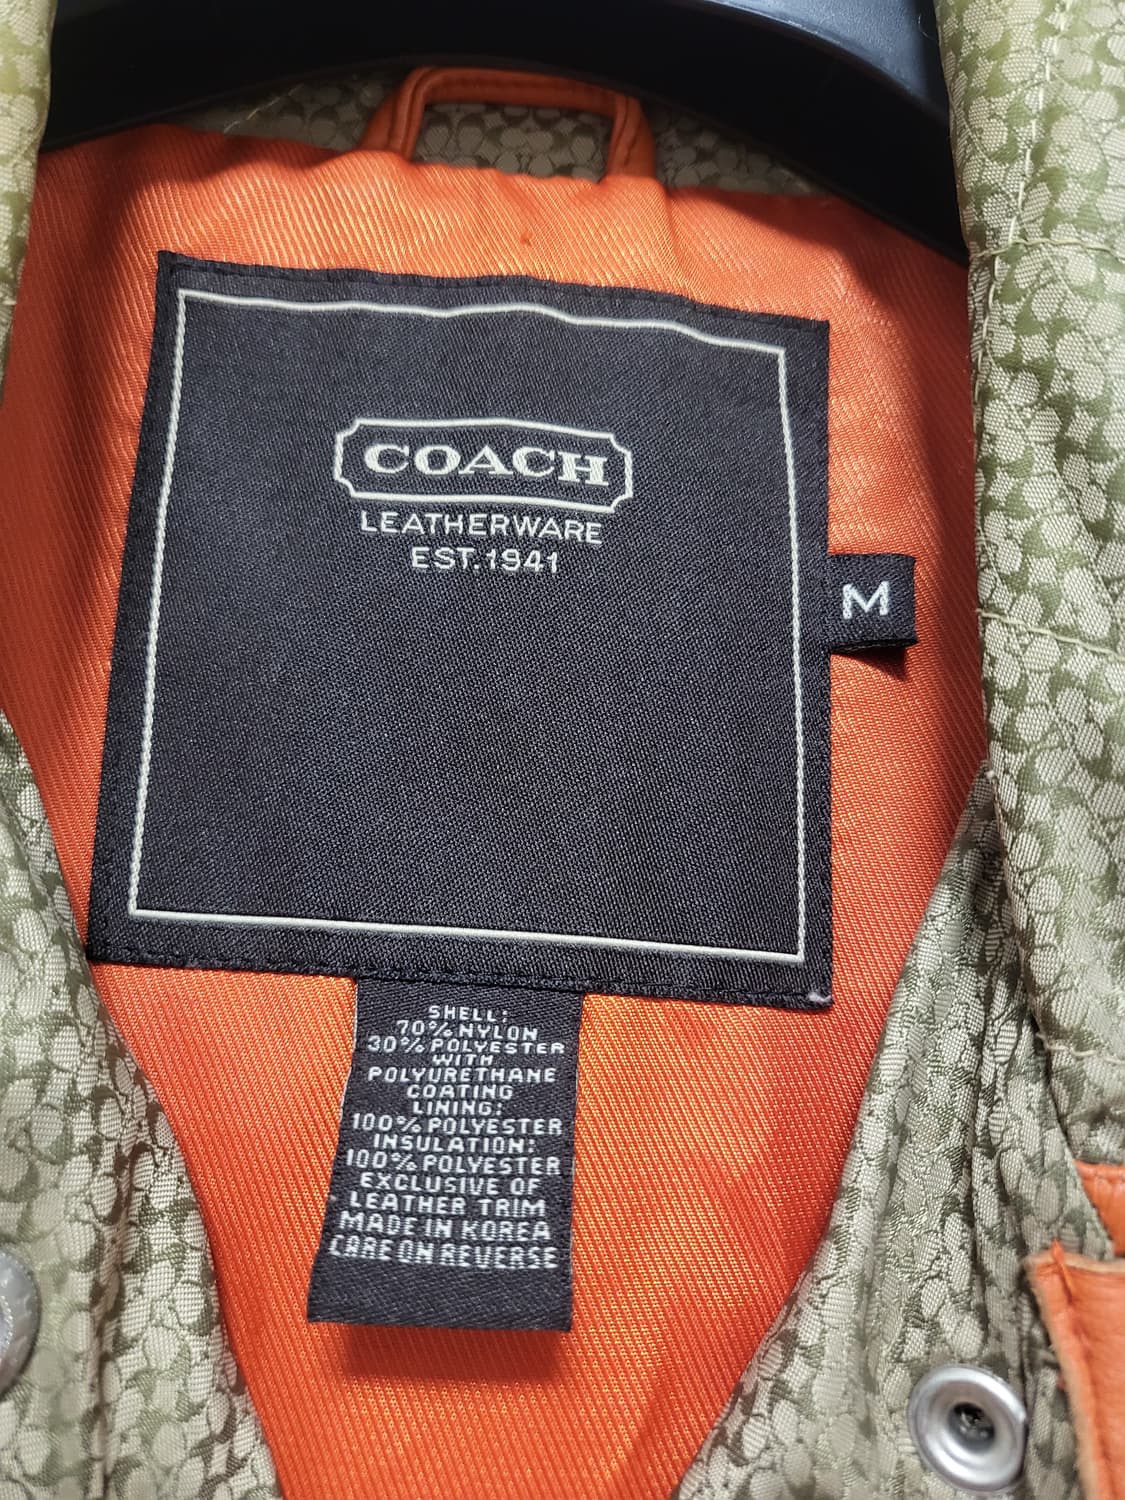 COACH
LEATHERWARE
EST. 1941
M
SHELL:
70% NYLON
30% POLYESTER
WITH
POLYURETHANE
COATING
LINING:
100% POLYESTER
INSULATION:
100% POLYESTER
EXCLUSIVE OF
LEATHER TRIM
MADE IN KOREA
CARE ON REVERSE